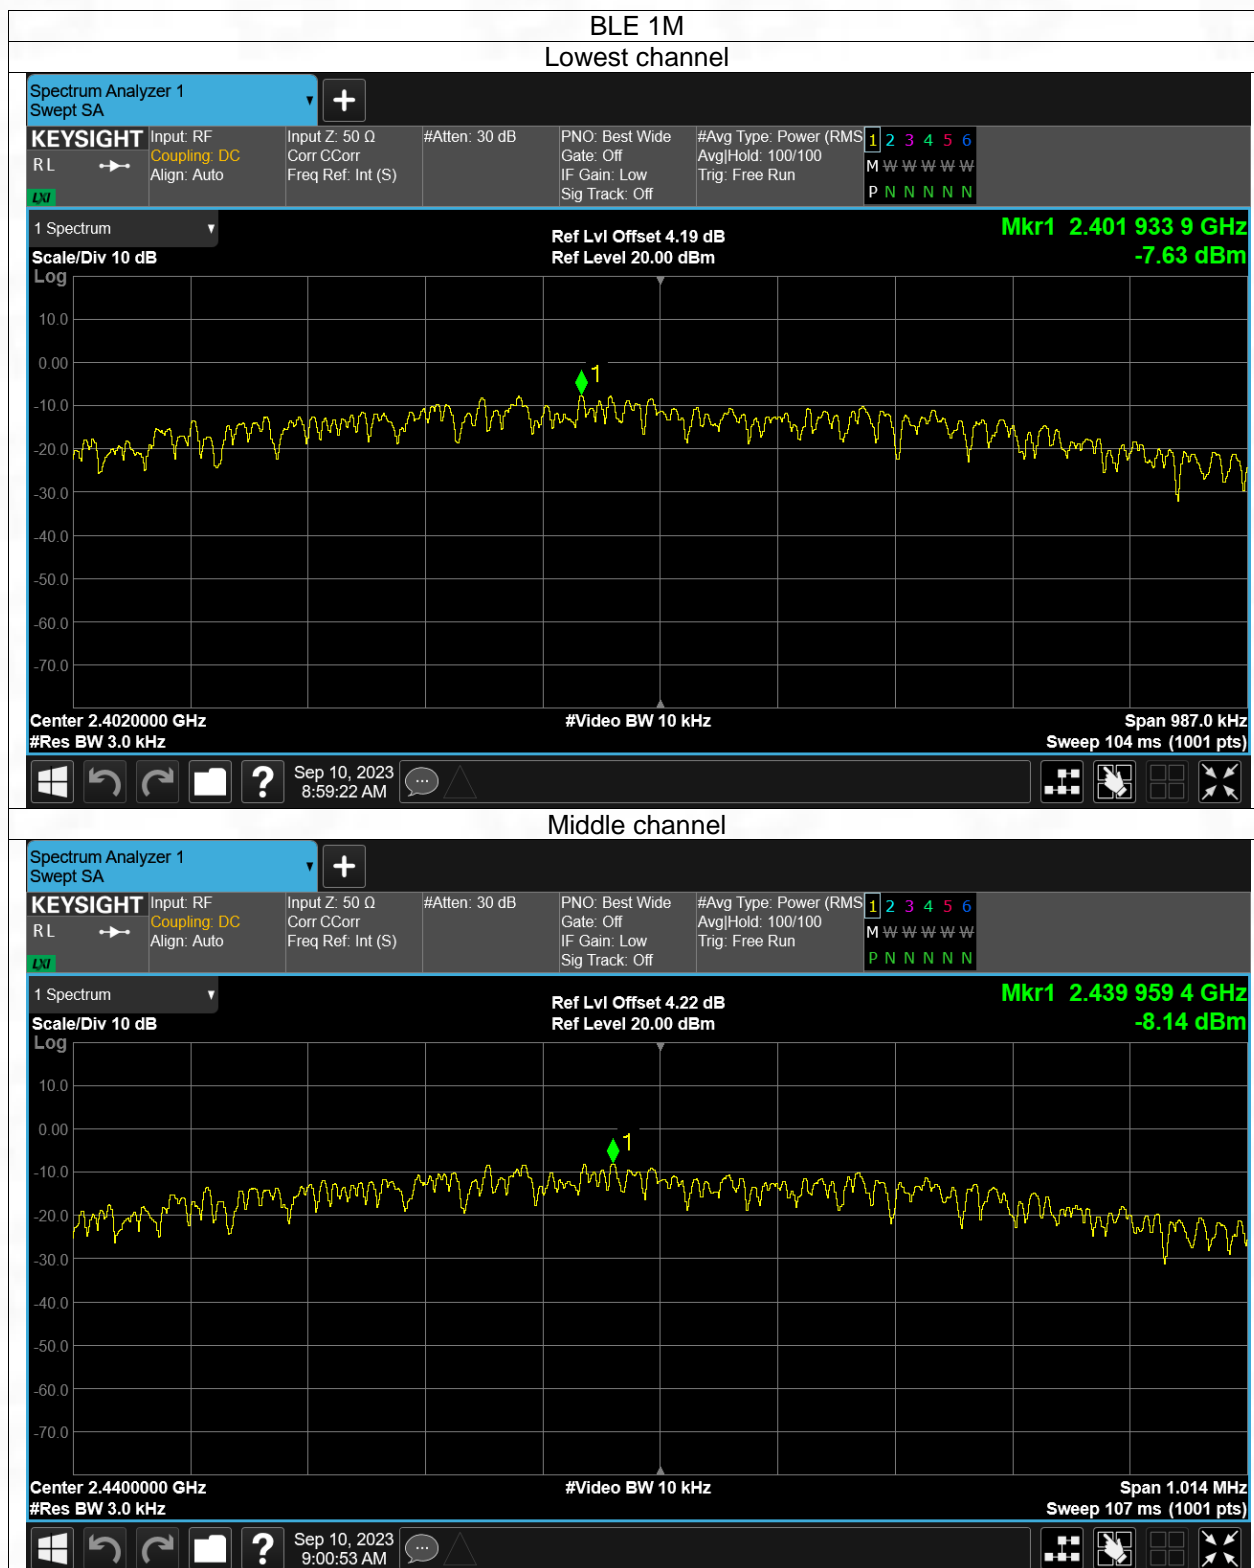 BLE 1M
Lowest channel
Spectrum Analyzer 1
Swept SA
KEYSIGHT
R L
LXI
Input: RF
Coupling: DC
Align: Auto
Input Z: 50 Ω
Corr CCorr
Freq Ref: Int (S)
#Atten: 30 dB
PNO: Best Wide
Gate: Off
IF Gain: Low
Sig Track: Off
#Avg Type: Power (RMS
Avg|Hold: 100/100
Trig: Free Run
1 2 3 4 5 6
M W W W W W
P N N N N N
1 Spectrum
Scale/Div 10 dB
Ref Lvl Offset 4.19 dB
Ref Level 20.00 dBm
Mkr1 2.401 933 9 GHz
-7.63 dBm
Log
10.0
0.00
-10.0
-20.0
-30.0
-40.0
-50.0
-60.0
-70.0
1
Center 2.4020000 GHz
#Res BW 3.0 kHz
#Video BW 10 kHz
Span 987.0 kHz
Sweep 104 ms (1001 pts)
?
Sep 10, 2023
8:59:22 AM
Middle channel
Spectrum Analyzer 1
Swept SA
KEYSIGHT
R L
LXI
Input: RF
Coupling: DC
Align: Auto
Input Z: 50 Ω
Corr CCorr
Freq Ref: Int (S)
#Atten: 30 dB
PNO: Best Wide
Gate: Off
IF Gain: Low
Sig Track: Off
#Avg Type: Power (RMS
Avg|Hold: 100/100
Trig: Free Run
1 2 3 4 5 6
M W W W W W
P N N N N N
1 Spectrum
Scale/Div 10 dB
Ref Lvl Offset 4.22 dB
Ref Level 20.00 dBm
Mkr1 2.439 959 4 GHz
-8.14 dBm
Log
10.0
0.00
-10.0
-20.0
-30.0
-40.0
-50.0
-60.0
-70.0
1
Center 2.4400000 GHz
#Res BW 3.0 kHz
#Video BW 10 kHz
Span 1.014 MHz
Sweep 107 ms (1001 pts)
?
Sep 10, 2023
9:00:53 AM